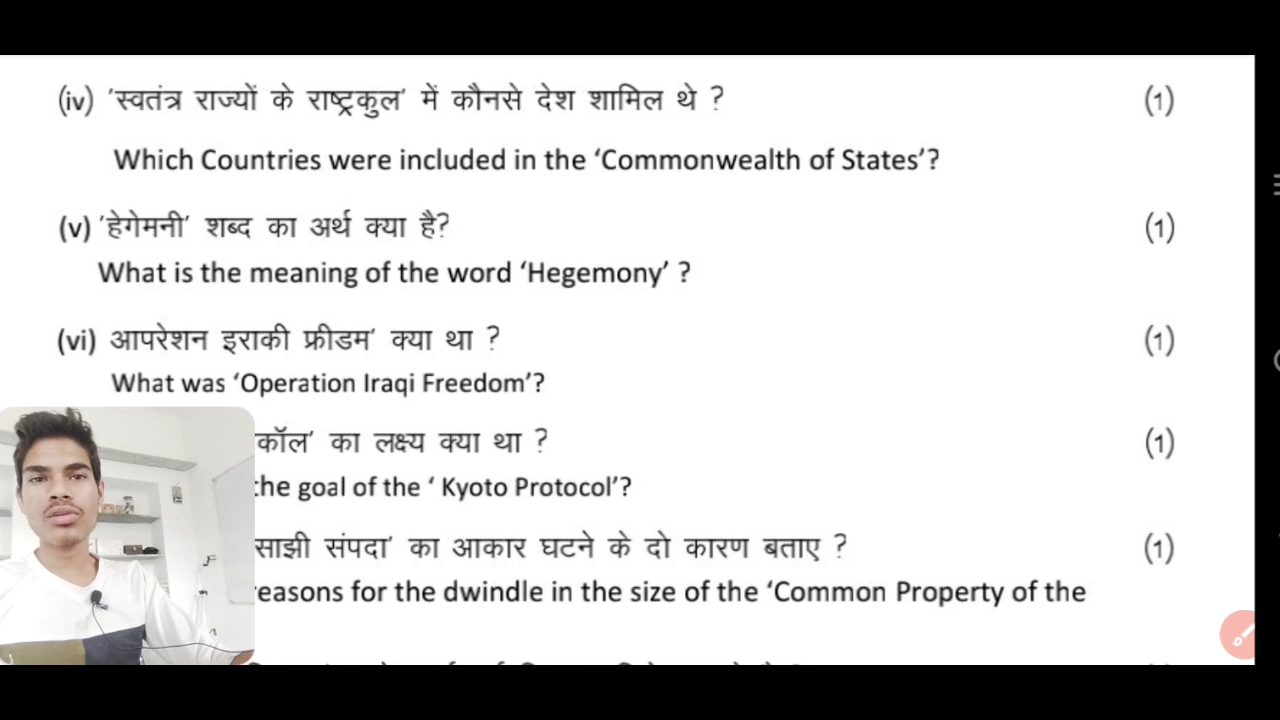 (iv) 'स्वतंत्र राज्यों के राष्ट्रकुल' में कौनसे देश शामिल थे ? (1)
Which Countries were included in the ‘Commonwealth of States’?
(v) 'हेगेमनी' शब्द का अर्थ क्या है? (1)
What is the meaning of the word ‘Hegemony’ ?
(vi) आपरेशन इराकी फ्रीडम' क्या था ? (1)
What was ‘Operation Iraqi Freedom’?
कॉल' का लक्ष्य क्या था ? (1)
the goal of the ‘ Kyoto Protocol’?
साझी संपदा' का आकार घटने के दो कारण बताए ? (1)
easons for the dwindle in the size of the ‘Common Property of the